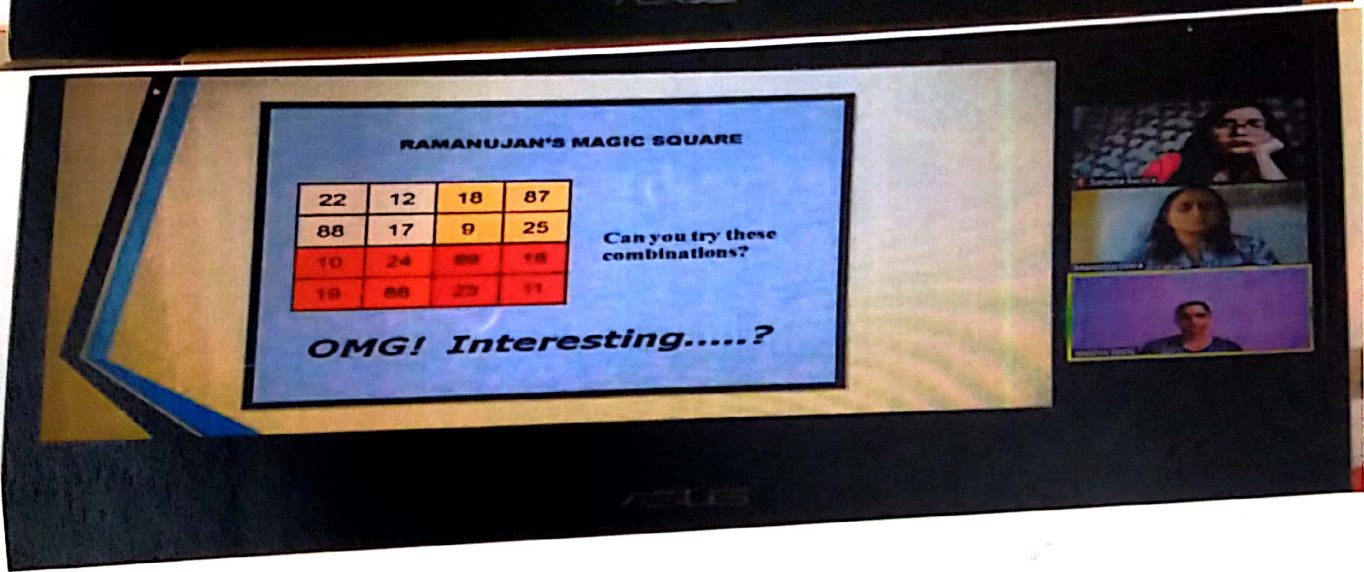 RAMANUJAN'S MAGIC SQUARE
22 12 18 87
88 17 9 25
10 24 16
19 86 23 11
Can you try these
combinations?
OMG! Interesting.....?
ASUS